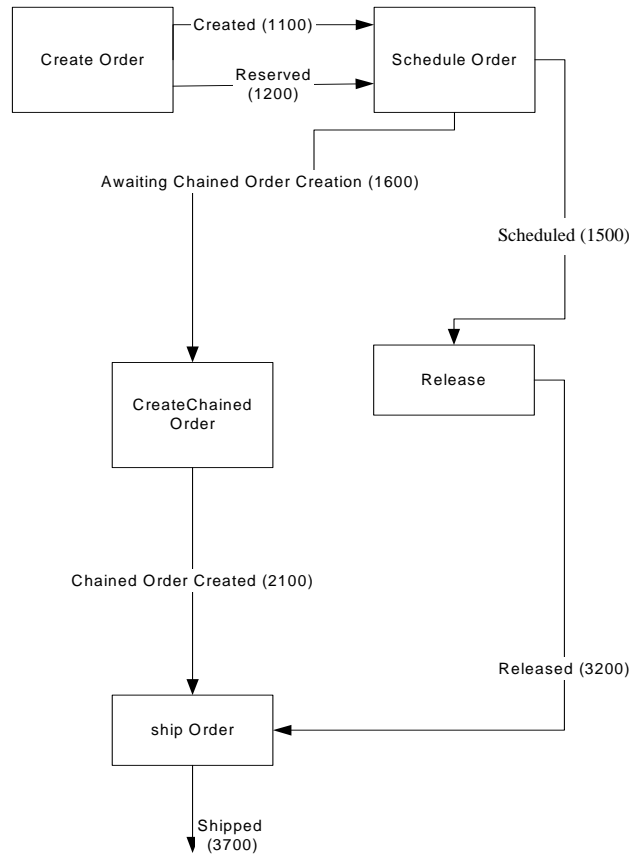 Created (1100)
Create Order
Schedule Order
Reserved
(1200)
Awaiting Chained Order Creation (1600)
Scheduled (1500)
Release
CreateChained
Order
Chained Order Created (2100)
Released (3200)
ship Order
Shipped
(3700)